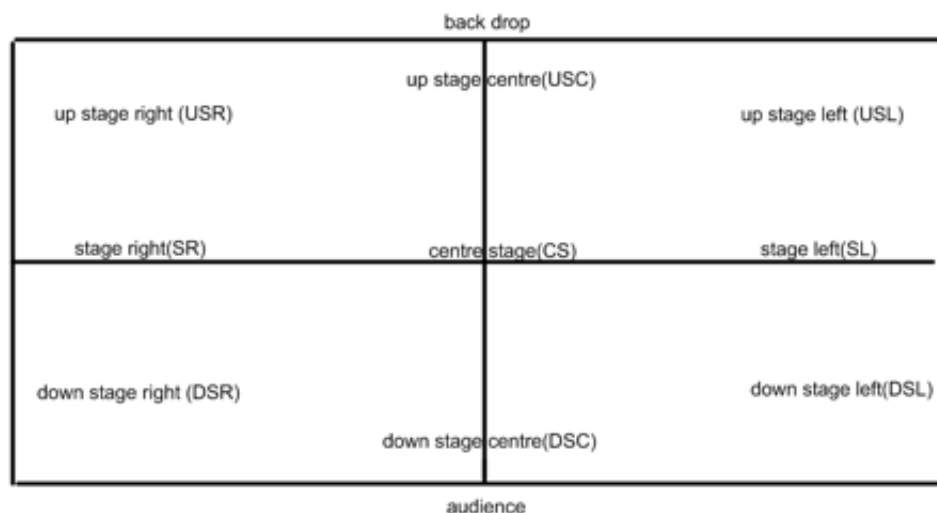 back drop
up stage centre(USC)
up stage right (USR)
up stage left (USL)
stage right(SR)
centre stage(CS)
stage left(SL)
down stage right (DSR)
down stage left(DSL)
down stage centre(DSC)
audience